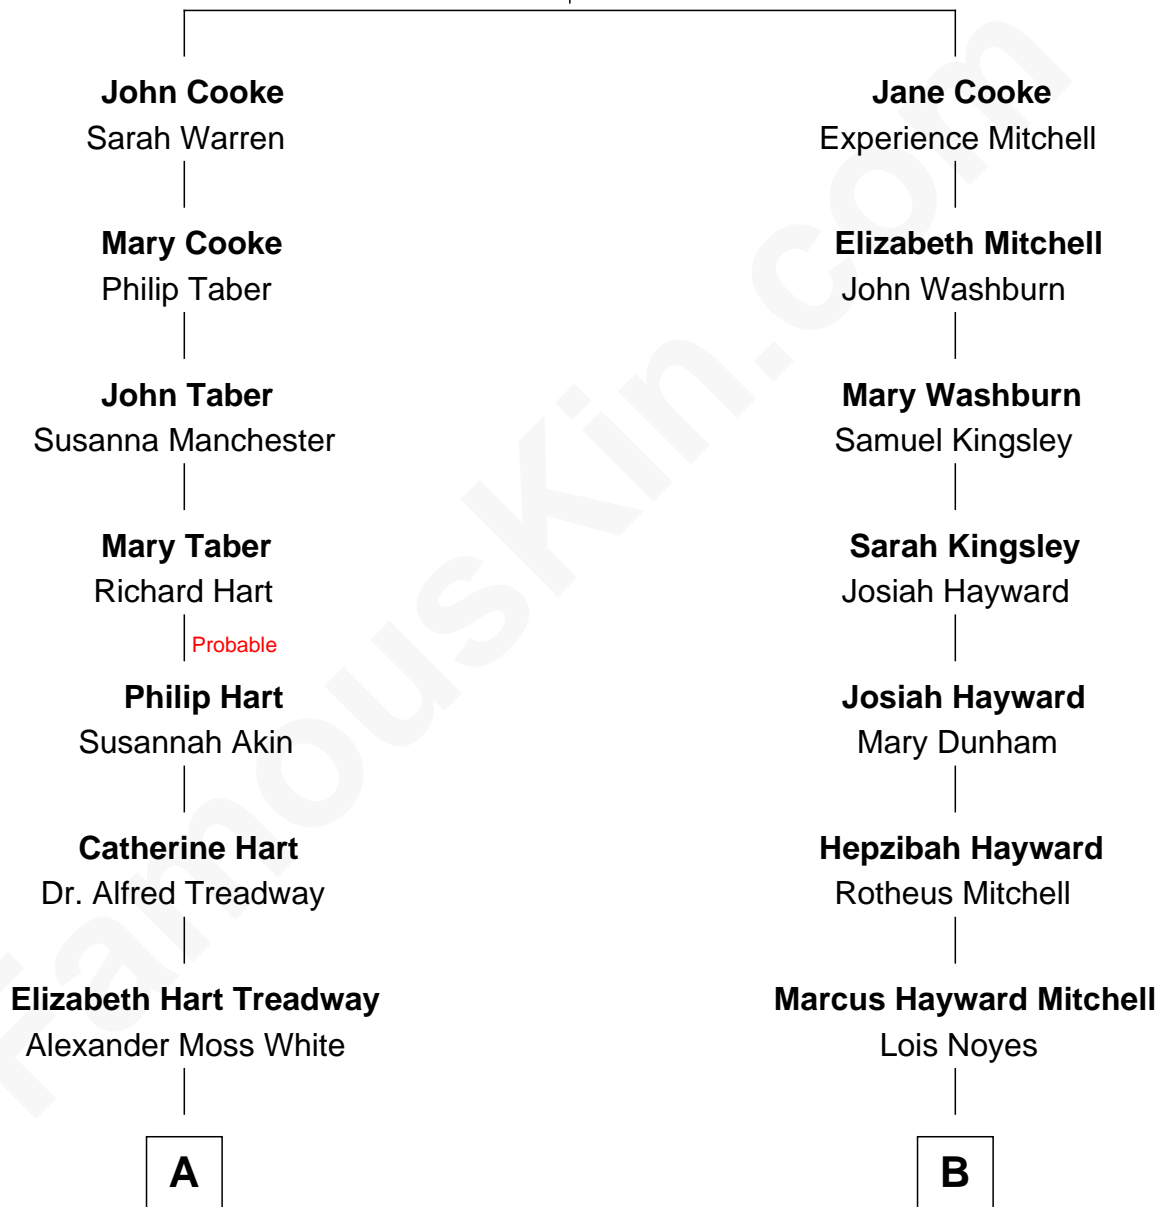 John Cooke
Sarah Warren
Mary Cooke
Philip Taber
John Taber
Susanna Manchester
Mary Taber
Richard Hart
Probable
Philip Hart
Susannah Akin
Catherine Hart
Dr. Alfred Treadway
Elizabeth Hart Treadway
Alexander Moss White
A
Jane Cooke
Experience Mitchell
Elizabeth Mitchell
John Washburn
Mary Washburn
Samuel Kingsley
Sarah Kingsley
Josiah Hayward
Josiah Hayward
Mary Dunham
Hepzibah Hayward
Rotheus Mitchell
Marcus Hayward Mitchell
Lois Noyes
B
FamousKin.com